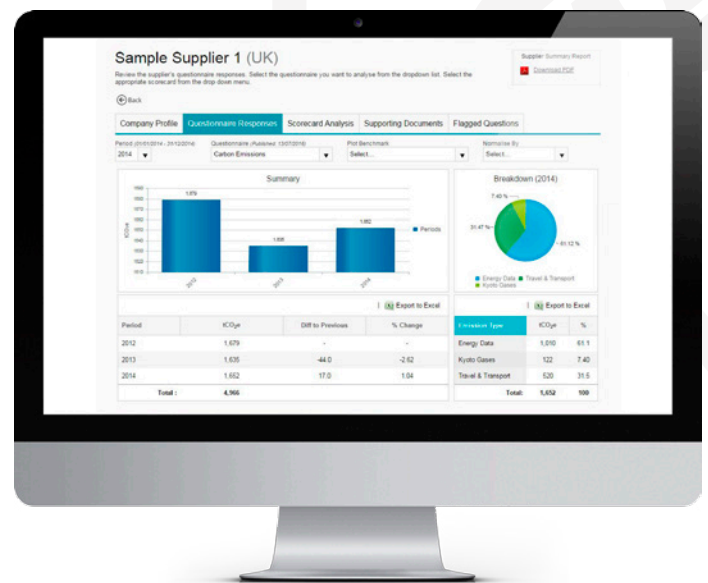 Sample Supplier 1 (UK)
Review the supplier's questionnaire responses. Select the questionnaire you want to analyse from the dropdown list. Select the
appropriate scorecard from the drop down menu.
Supplier Summary Report
Download PDF
Back
Company Profile Questionnaire Responses Scorecard Analysis Supporting Documents Flagged Questions
Period (01/01/2014 - 31/12/2014) Questionnaire (Published 13/07/2016) Plot Benchmark Normalise By
2014 Carbon Emissions Select... Select...
Summary
1,679
1,652
Periods
tCO₂e
2012 2013 2014
Breakdown (2014)
7.40 %
31.47 %
61.12 %
Energy Data Travel & Transport
Kyoto Gases
Export to Excel
Period tCO₂e Diff to Previous % Change
2012 1,679 - -
2013 1,635 -44.0 -2.62
2014 1,652 17.0 1.04
Total : 4,966
Export to Excel
Emission Type tCO₂e %
Energy Data 1,010 61.1
Kyoto Gases 122 7.40
Travel & Transport 520 31.5
Total: 1,652 100